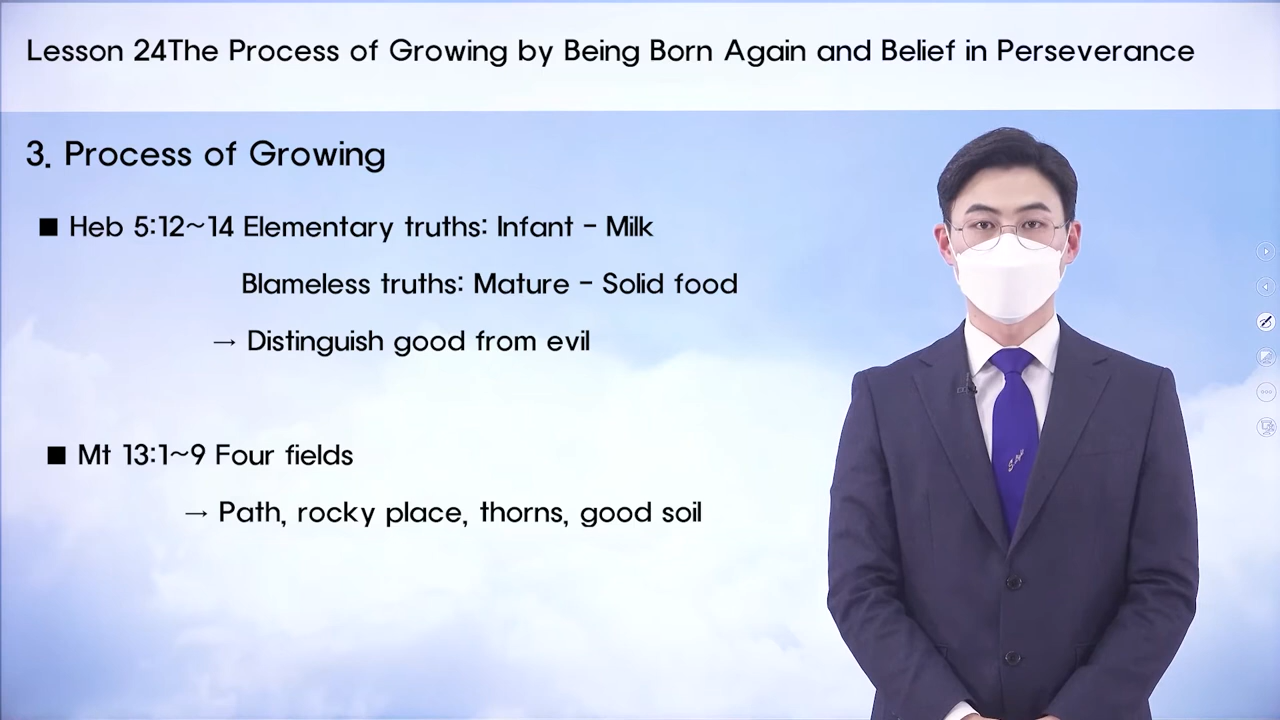 Lesson 24The Process of Growing by Being Born Again and Belief in Perseverance
3. Process of Growing
■ Heb 5:12~14 Elementary truths: Infant - Milk
Blameless truths: Mature - Solid food
→ Distinguish good from evil
■ Mt 13:1~9 Four fields
→ Path, rocky place, thorns, good soil